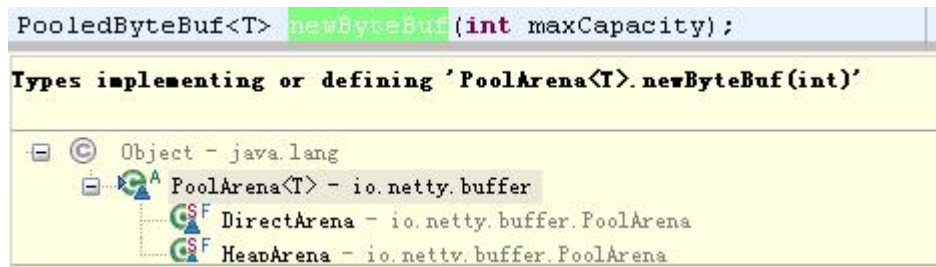 PooledByteBuf<T> newByteBuf(int maxCapacity);
Types implementing or defining 'PoolArena<T>.newByteBuf(int)'
Object - java.lang
PoolArena<T> - io.netty.buffer
DirectArena - io.netty.buffer.PoolArena
HeapArena - io.netty.buffer.PoolArena